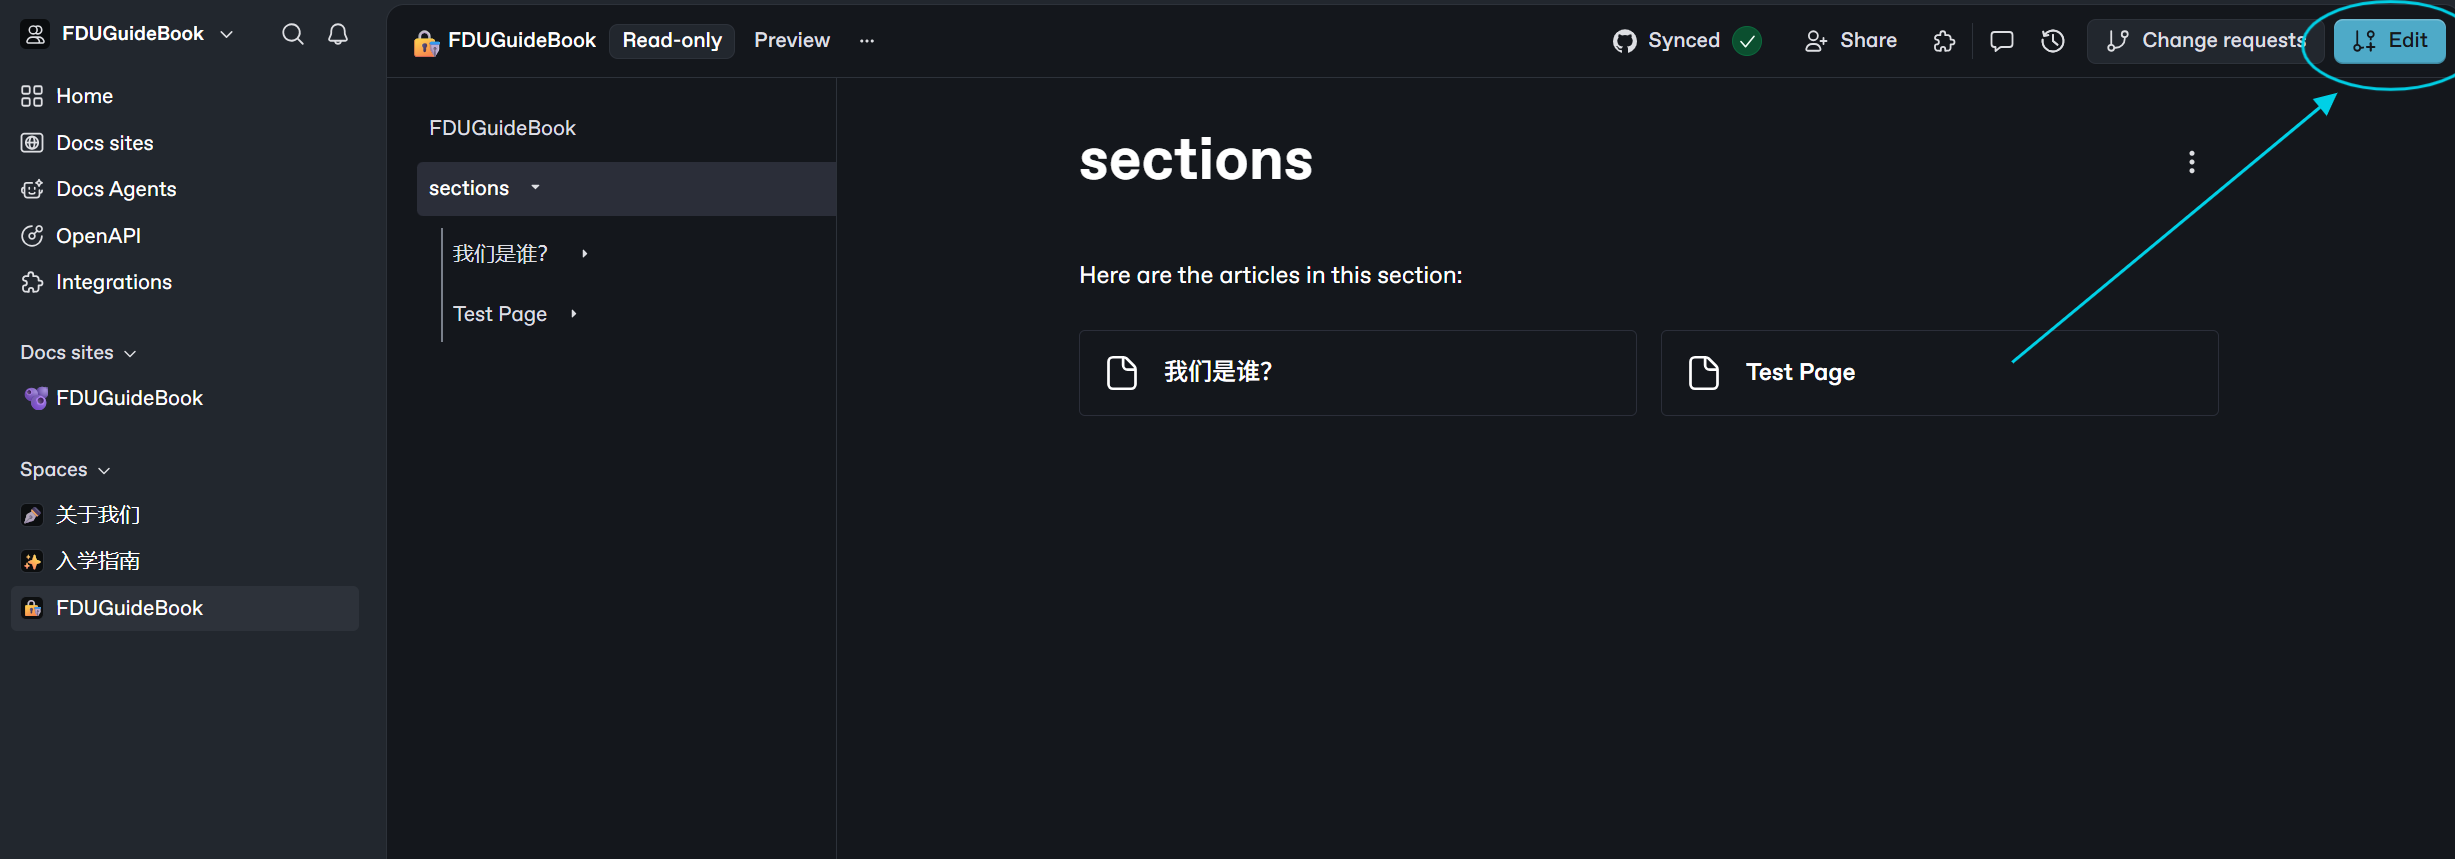 FDUGuideBook
Home
Docs sites
Docs Agents
OpenAPI
Integrations
Docs sites
FDUGuideBook
Spaces
关于我们
入学指南
FDUGuideBook
FDUGuideBook Read-only Preview ··· Synced Share Change requests Edit
FDUGuideBook
sections
我们是谁?
Test Page
sections
Here are the articles in this section:
我们是谁?
Test Page